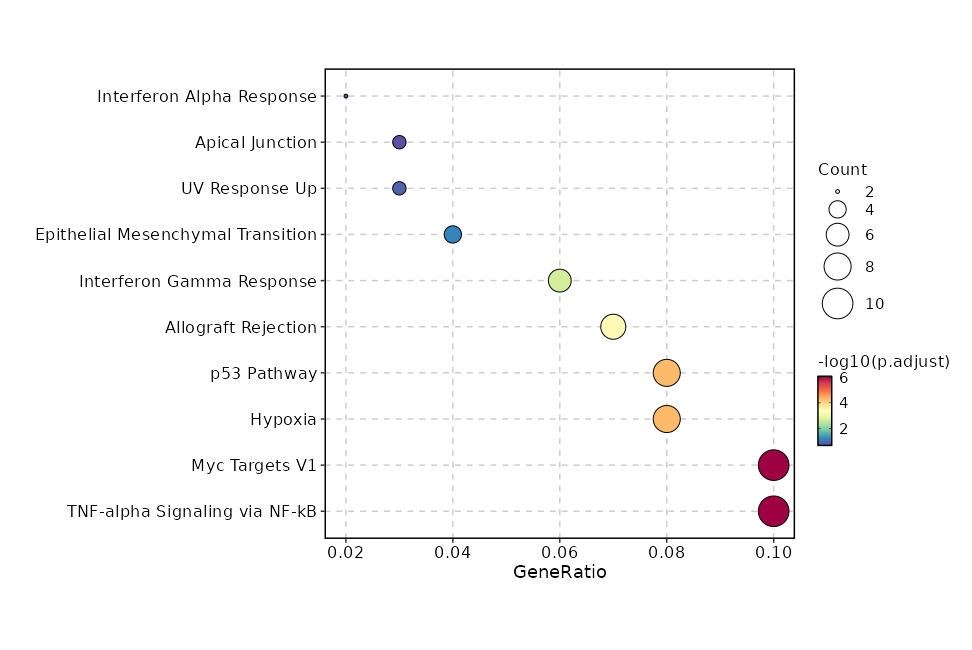 Interferon Alpha Response
Apical Junction
UV Response Up
Epithelial Mesenchymal Transition
Interferon Gamma Response
Allograft Rejection
p53 Pathway
Hypoxia
Myc Targets V1
TNF-alpha Signaling via NF-kB
0.02 0.04 0.06 0.08 0.10
GeneRatio
Count
2
4
6
8
10
-log10(p.adjust)
6
4
2